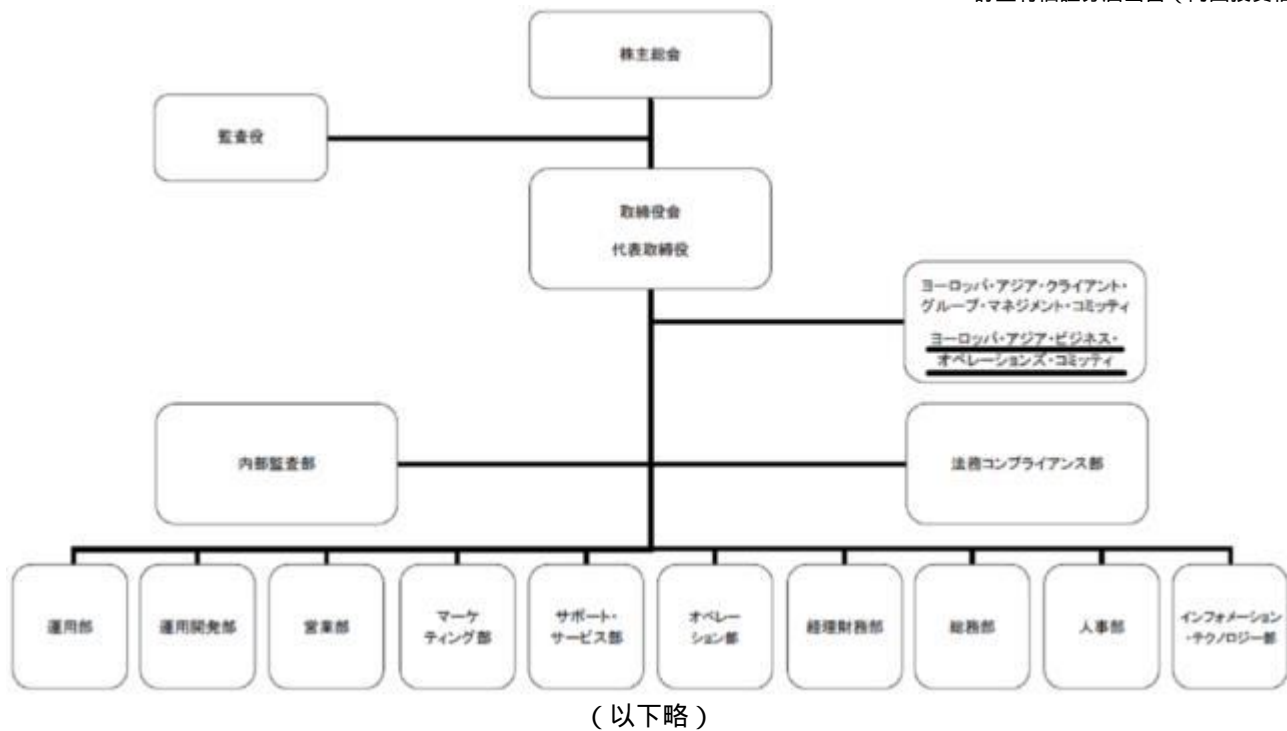 株主総会
監査役
取締役会
代表取締役
ヨーロッパ・アジア・クライアント・
グループ・マネジメント・コミッティ
ヨーロッパ・アジア・ビジネス・
オペレーションズ・コミッティ
内部監査部
法務コンプライアンス部
運用部
運用開発部
営業部
マーケ
ティング部
サポート・
サービス部
オペレー
ション部
経理財務部
総務部
人事部
インフォメーション
・テクノロジー部
(以下略)